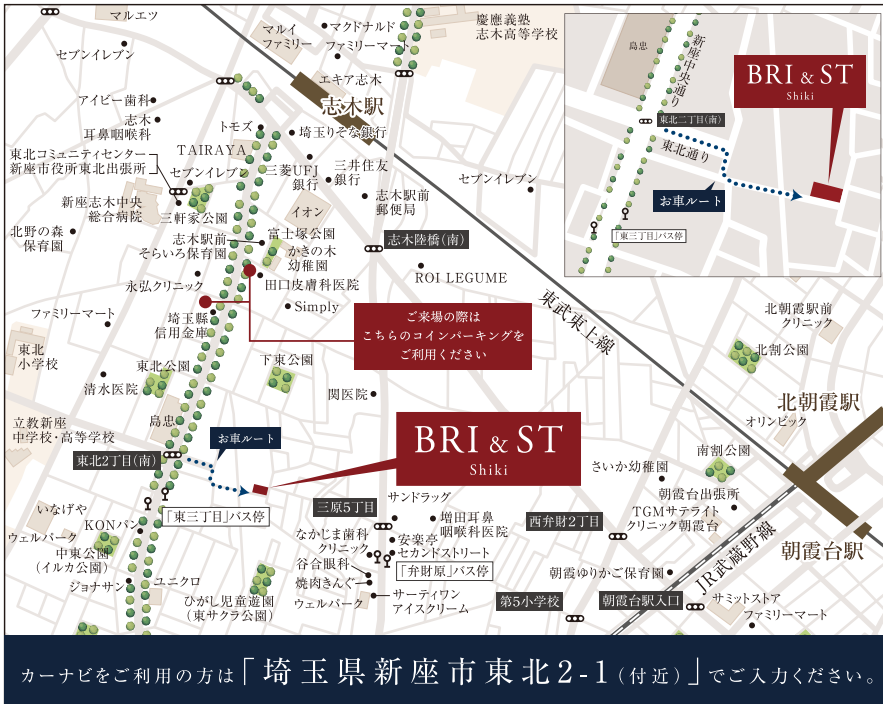 マルエツ
セブンイレブン
マルイ
ファミリー
マクドナルド
ファミリーマート
慶應義塾
志木高等学校
エキア志木
志木駅
アイビー歯科
志木
耳鼻咽喉科
トモズ
埼玉りそな銀行
TAIRAYA
東北コミュニティセンター
新座市役所東北出張所
セブンイレブン
三菱UFJ
銀行
三井住友
銀行
新座志木中央
総合病院
三軒家公園
イオン
志木駅前
郵便局
セブンイレブン
北野の森
保育園
志木駅前
そらいろ保育園
富士塚公園
かきの木
幼稚園
志木陸橋(南)
永弘クリニック
田口皮膚科医院
ROI LEGUME
Simply
ファミリーマート
埼玉縣
信用金庫
ご来場の際は
こちらのコインパーキングを
ご利用ください
東武東上線
東北
小学校
東北公園
下東公園
清水医院
関医院
島忠
立教新座
中学校・高等学校
お車ルート
東北2丁目(南)
BRI & ST
Shiki
「東三丁目」バス停
いなげや
ウェルパーク
KONパン
中東公園
(イルカ公園)
ジョナサン
ユニクロ
ひがし児童遊園
(東サクラ公園)
三原5丁目
サンドラッグ
増田耳鼻
咽喉科医院
なかじま歯科
クリニック
安楽亭
セカンドストリート
谷合眼科
「弁財原」バス停
焼肉きんぐ
ウェルパーク
サーティワン
アイスクリーム
西弁財2丁目
第5小学校
北朝霞駅前
クリニック
北割公園
北朝霞駅
オリンピック
南割公園
さいか幼稚園
朝霞台出張所
TGMサテライト
クリニック朝霞台
朝霞台駅
JR武蔵野線
朝霞ゆりかご保育園
朝霞台駅入口
サミットストア
ファミリーマート
島忠
新座中央通り
BRI & ST
Shiki
東北二丁目(南)
東北通り
お車ルート
「東三丁目」バス停
カーナビをご利用の方は「埼玉県新座市東北2-1(付近)」でご入力ください。